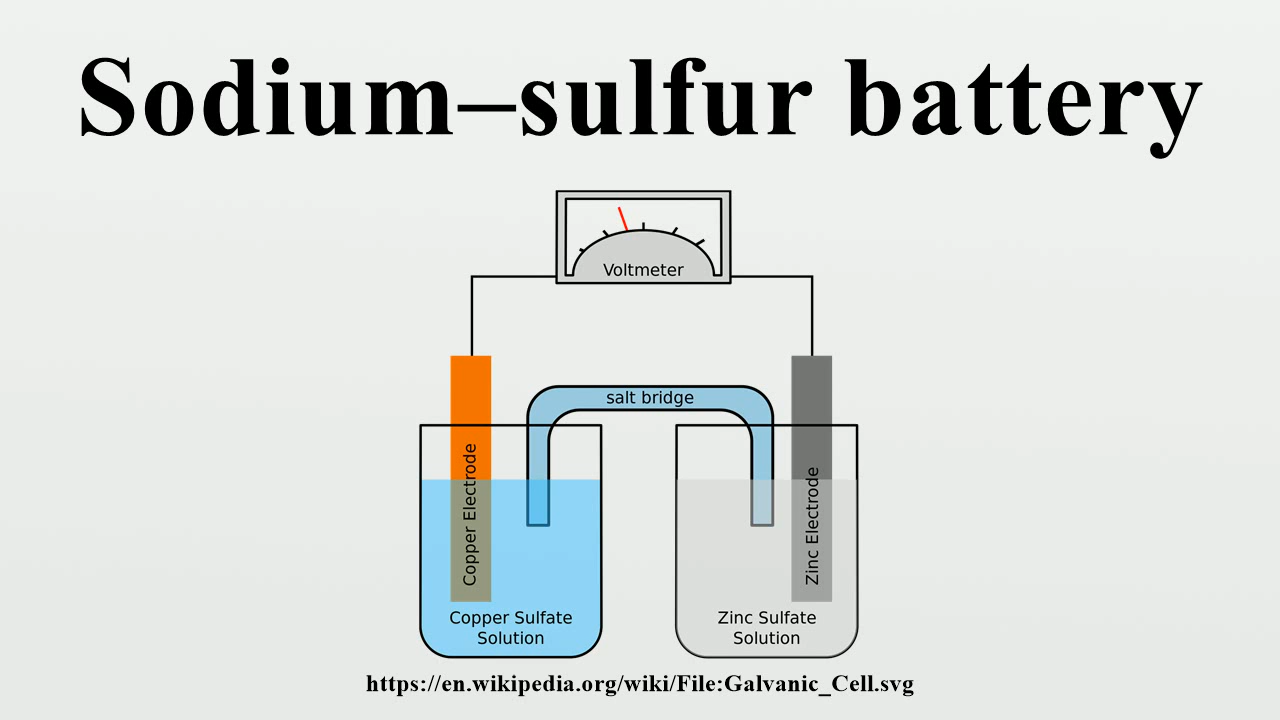 Sodium–sulfur battery
Voltmeter
salt bridge
Copper Electrode
Zinc Electrode
Copper Sulfate
Solution
Zinc Sulfate
Solution
https://en.wikipedia.org/wiki/File:Galvanic_Cell.svg